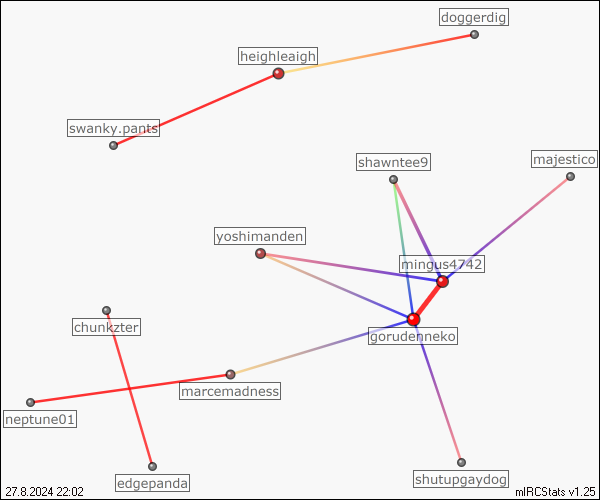 doggerdig
heighleaigh
swanky.pants
shawntee9
majestico
yoshimanden
mingus4742
chunkzter
gorudenneko
marcemadness
neptune01
edgepanda
shutupgaydog
27.8.2024 22:02
mIRCStats v1.25